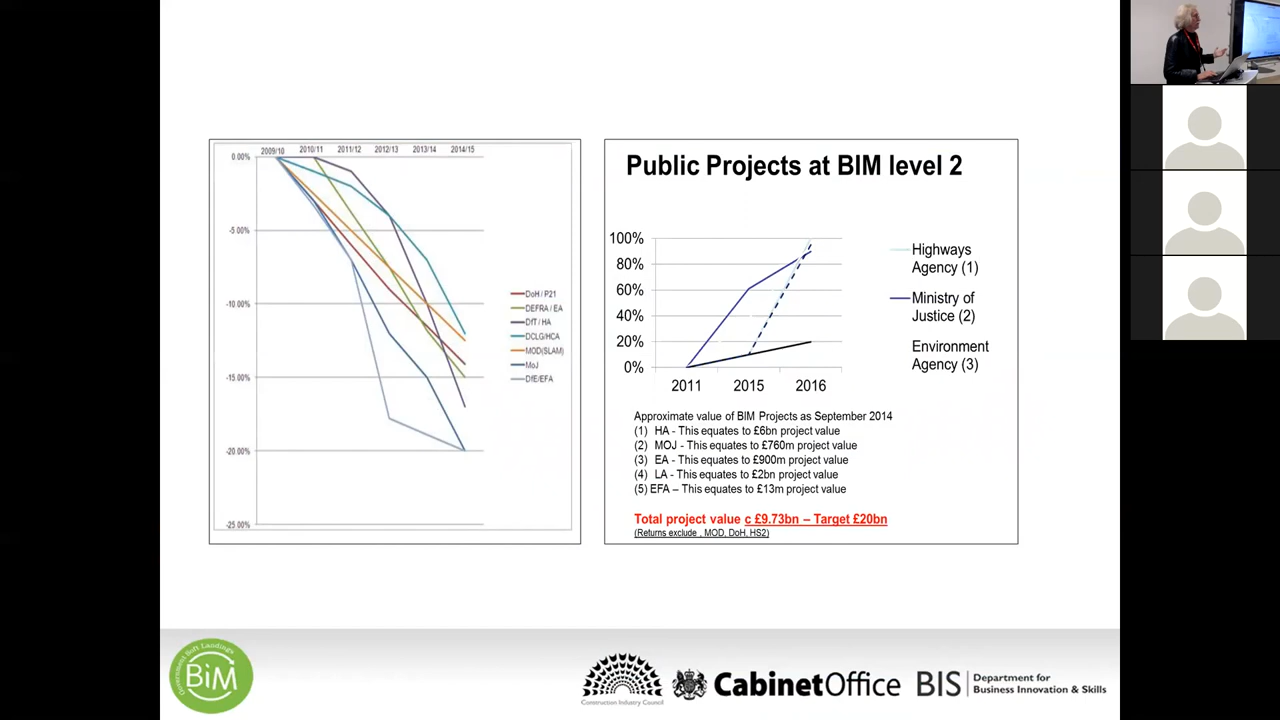 2009/10 2010/11 2011/12 2012/13 2013/14 2014/15
0.00%
-5.00%
-10.00%
-15.00%
-20.00%
-25.00%
DoH / P21
DEFRA / EA
DfT / HA
DCLG/HCA
MOD(SLAM)
MoJ
DfE/EFA
Public Projects at BIM level 2
100%
80%
60%
40%
20%
0%
2011 2015 2016
Highways
Agency (1)
Ministry of
Justice (2)
Environment
Agency (3)
Approximate value of BIM Projects as September 2014
(1) HA - This equates to £6bn project value
(2) MOJ - This equates to £760m project value
(3) EA - This equates to £900m project value
(4) LA - This equates to £2bn project value
(5) EFA – This equates to £13m project value
Total project value c £9.73bn – Target £20bn
(Returns exclude , MOD, DoH, HS2)
Government Soft Landings
BiM
Construction Industry Council
CabinetOffice
BIS
Department for
Business Innovation & Skills